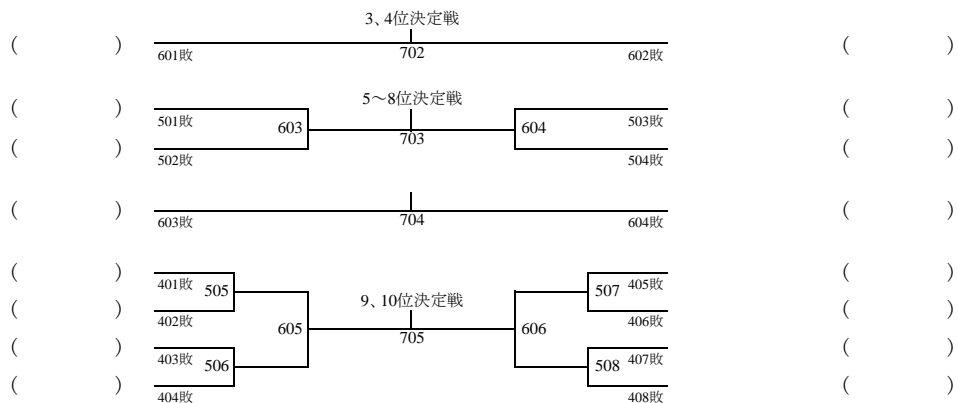 3、4位決定戦
(          )  601敗  702  602敗  (          )
5〜8位決定戦
(          )  501敗  603  604  503敗  (          )
703
(          )  502敗  504敗  (          )
(          )  603敗  704  604敗  (          )
(          )  401敗  505  507  405敗  (          )
9、10位決定戦
(          )  402敗  406敗  (          )
605  705  606
(          )  403敗  506  508  407敗  (          )
(          )  404敗  408敗  (          )